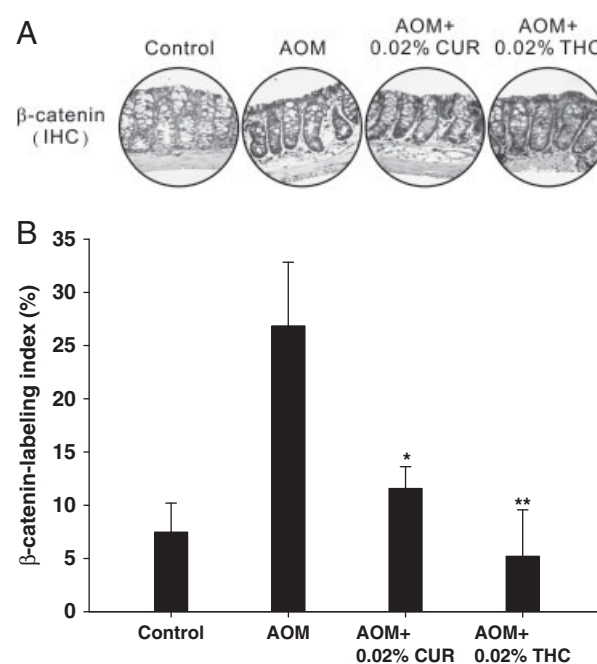 A
Control
AOM
AOM+
0.02% CUR
AOM+
0.02% THC
β-catenin
(IHC)
B
β-catenin-labeling index (%)
35
30
25
20
15
10
5
0
*
**
Control
AOM
AOM+
0.02% CUR
AOM+
0.02% THC